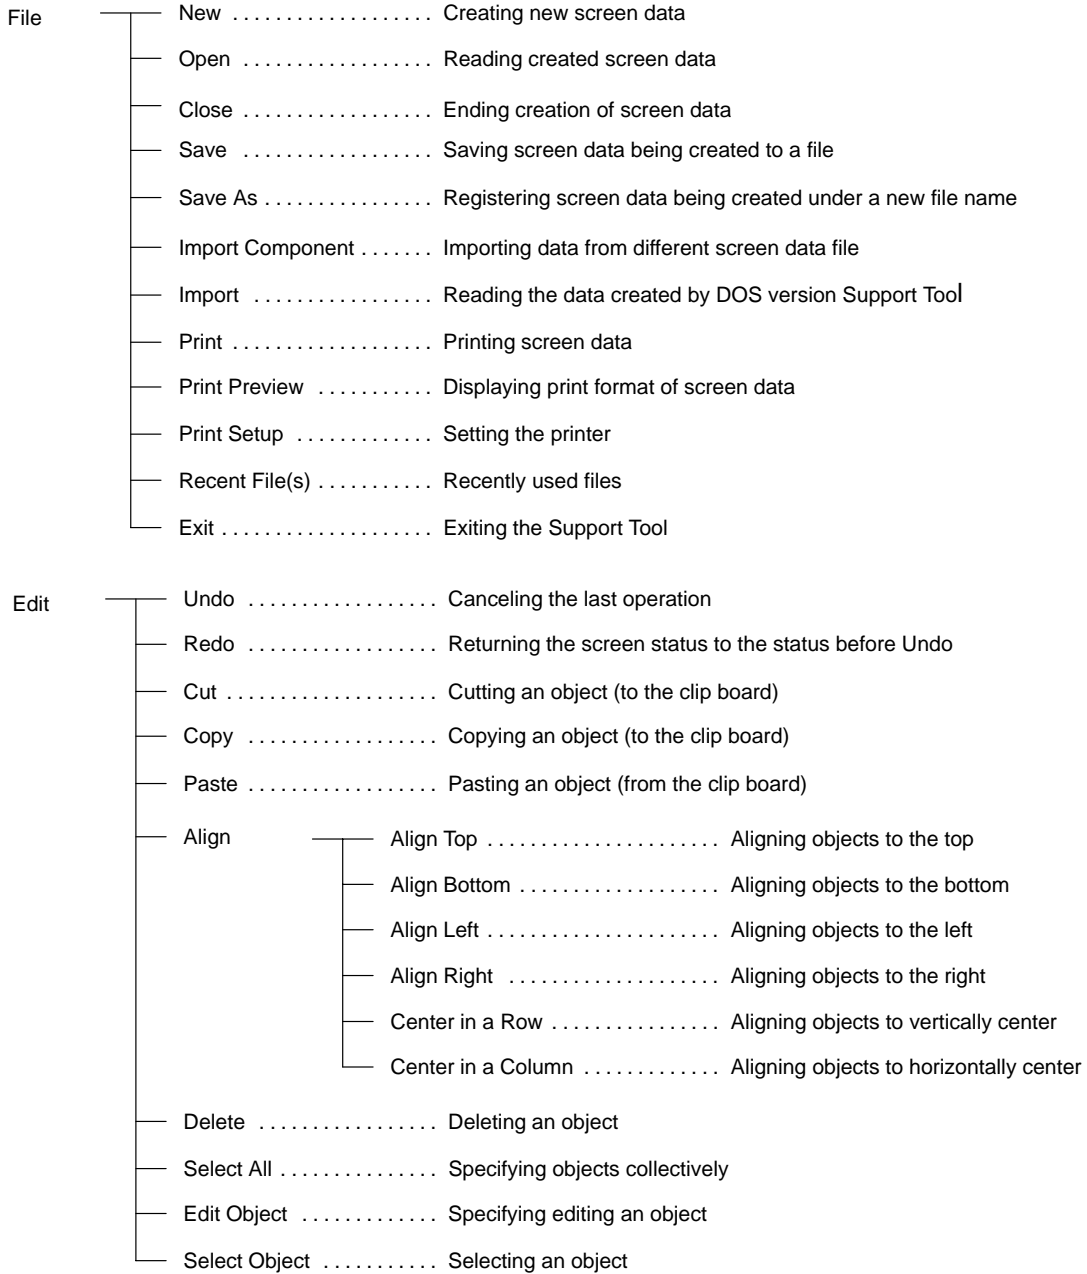 File New . . . . . . . . . . . . . . . . . . . Creating new screen data
Open . . . . . . . . . . . . . . . . . . Reading created screen data
Close . . . . . . . . . . . . . . . . . . Ending creation of screen data
Save . . . . . . . . . . . . . . . . . . Saving screen data being created to a file
Save As . . . . . . . . . . . . . . . . Registering screen data being created under a new file name
Import Component . . . . . . . Importing data from different screen data file
Import . . . . . . . . . . . . . . . . . Reading the data created by DOS version Support Tool
Print . . . . . . . . . . . . . . . . . . . Printing screen data
Print Preview . . . . . . . . . . . Displaying print format of screen data
Print Setup . . . . . . . . . . . . . Setting the printer
Recent File(s) . . . . . . . . . . . Recently used files
Exit . . . . . . . . . . . . . . . . . . . . Exiting the Support Tool
Edit Undo . . . . . . . . . . . . . . . . . . Canceling the last operation
Redo . . . . . . . . . . . . . . . . . . Returning the screen status to the status before Undo
Cut . . . . . . . . . . . . . . . . . . . . Cutting an object (to the clip board)
Copy . . . . . . . . . . . . . . . . . . Copying an object (to the clip board)
Paste . . . . . . . . . . . . . . . . . . Pasting an object (from the clip board)
Align Align Top . . . . . . . . . . . . . . . . . . . . . . Aligning objects to the top
Align Bottom . . . . . . . . . . . . . . . . . . . Aligning objects to the bottom
Align Left . . . . . . . . . . . . . . . . . . . . . . Aligning objects to the left
Align Right . . . . . . . . . . . . . . . . . . . . Aligning objects to the right
Center in a Row . . . . . . . . . . . . . . . . Aligning objects to vertically center
Center in a Column . . . . . . . . . . . . . Aligning objects to horizontally center
Delete . . . . . . . . . . . . . . . . . Deleting an object
Select All . . . . . . . . . . . . . . . Specifying objects collectively
Edit Object . . . . . . . . . . . . . Specifying editing an object
Select Object . . . . . . . . . . . Selecting an object